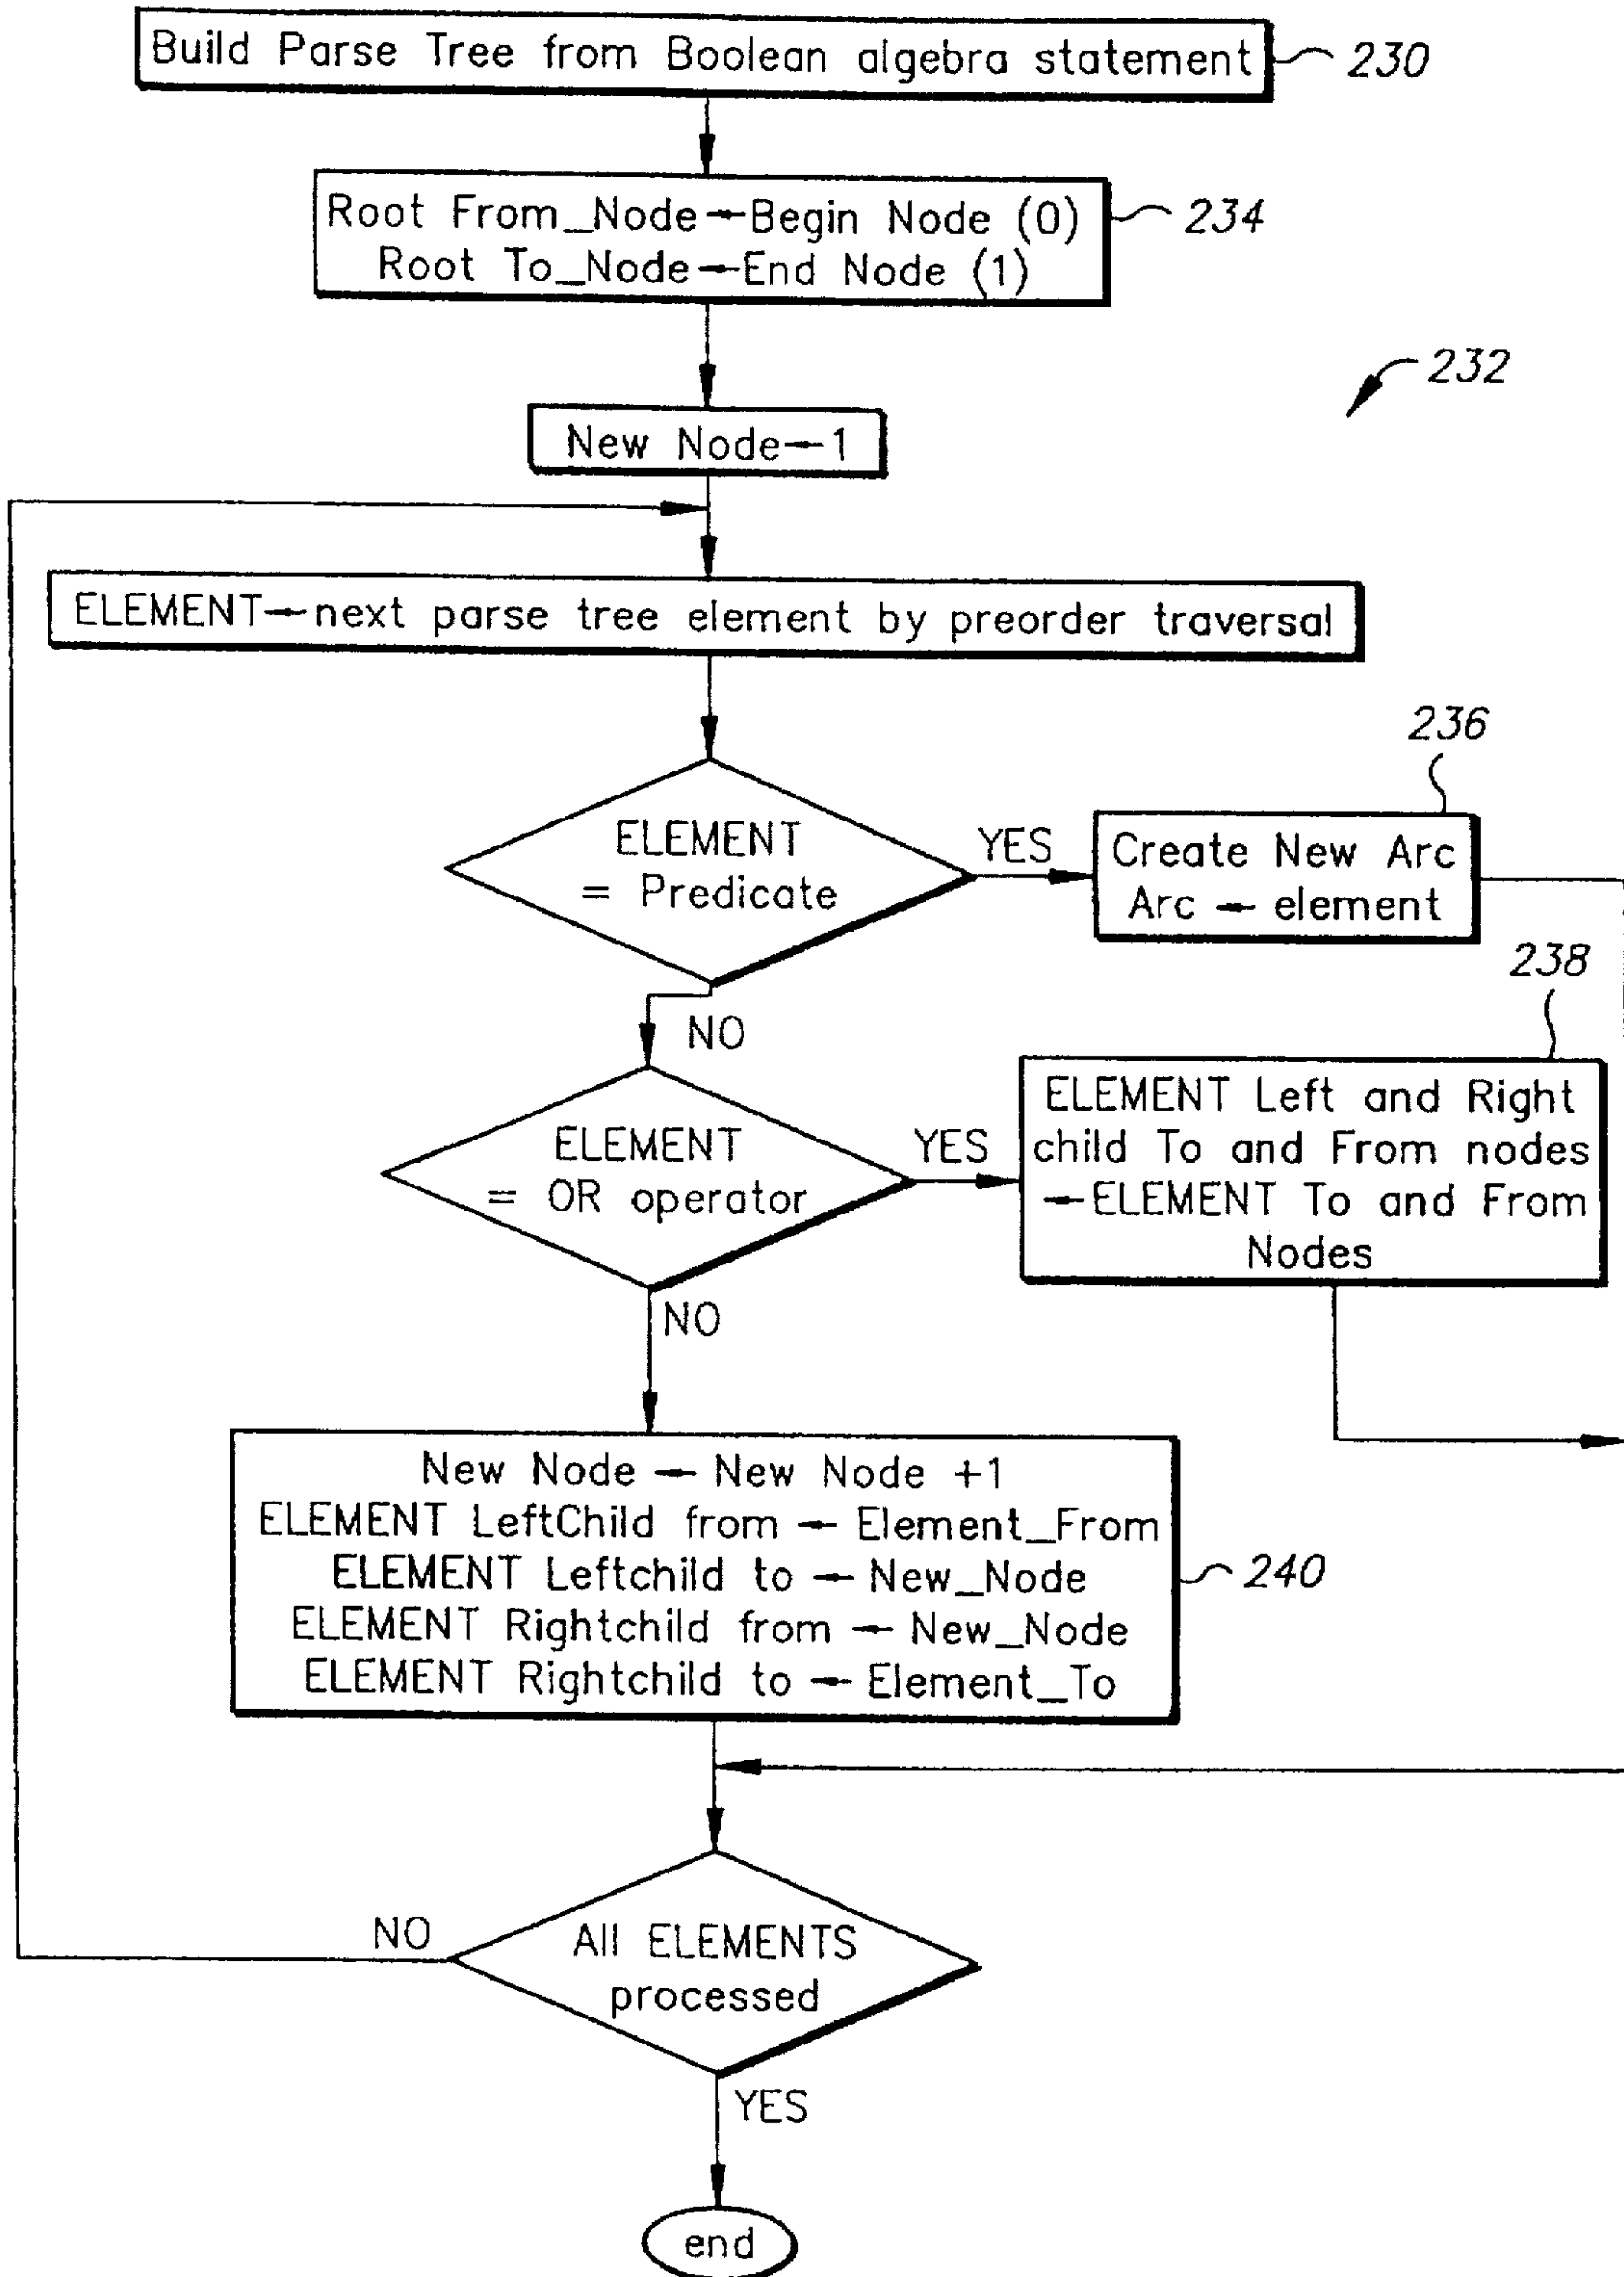 Build Parse Tree from Boolean algebra statement
230
Root From_Node←Begin Node (0)
Root To_Node←End Node (1)
234
232
New Node←1
ELEMENT←next parse tree element by preorder traversal
236
ELEMENT
= Predicate
YES
Create New Arc
Arc ← element
238
NO
ELEMENT
= OR operator
YES
ELEMENT Left and Right
child To and From nodes
←ELEMENT To and From
Nodes
NO
New Node ← New Node +1
ELEMENT LeftChild from ← Element_From
ELEMENT Leftchild to ← New_Node
ELEMENT Rightchild from ← New_Node
ELEMENT Rightchild to ← Element_To
240
NO
All ELEMENTS
processed
YES
end